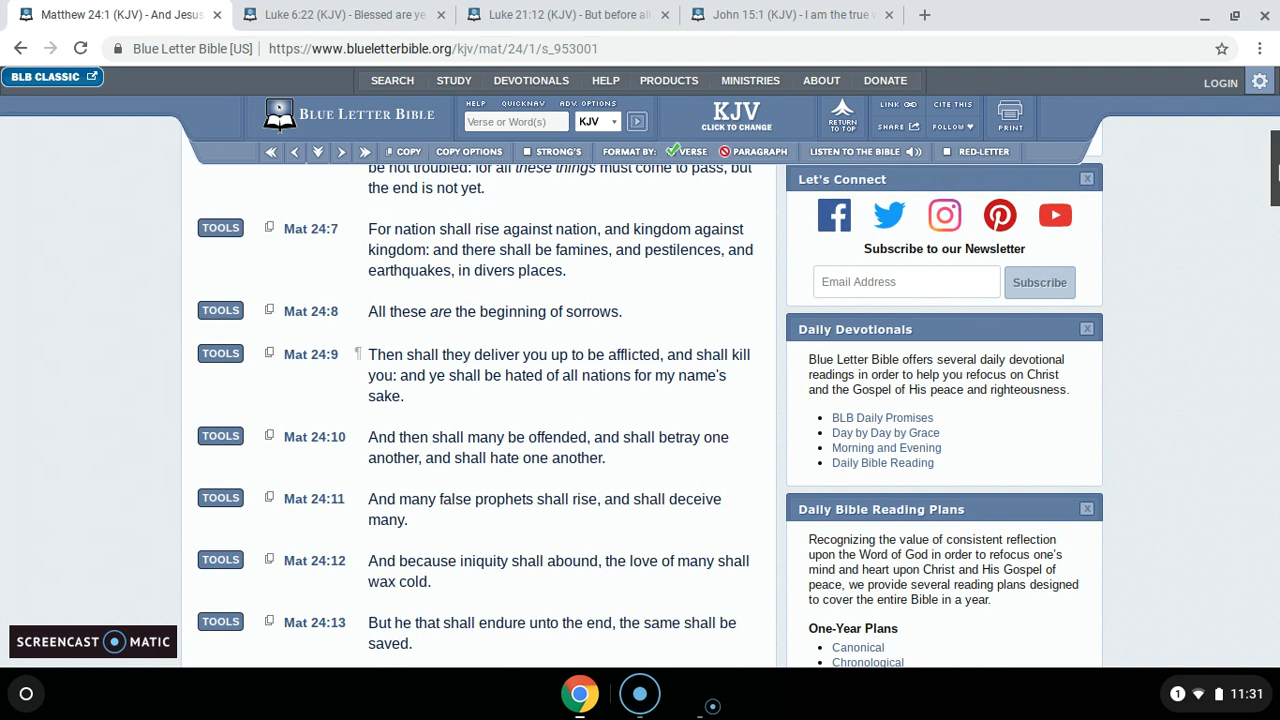 Matthew 24:1 (KJV) - And Jesus
Luke 6:22 (KJV) - Blessed are ye,
Luke 21:12 (KJV) - But before all
John 15:1 (KJV) - I am the true v
Blue Letter Bible [US]
https://www.blueletterbible.org/kjv/mat/24/1/s_953001
BLB CLASSIC
SEARCH STUDY DEVOTIONALS HELP PRODUCTS MINISTRIES ABOUT DONATE
LOGIN
BLUE LETTER BIBLE
HELP QUICKNAV ADV. OPTIONS
Verse or Word(s)
KJV
KJV
CLICK TO CHANGE
RETURN
TO TOP
LINK CITE THIS
SHARE FOLLOW
PRINT
COPY COPY OPTIONS STRONG'S FORMAT BY: VERSE PARAGRAPH LISTEN TO THE BIBLE RED-LETTER
be not troubled: for all these things must come to pass, but
the end is not yet.
TOOLS Mat 24:7 For nation shall rise against nation, and kingdom against
kingdom: and there shall be famines, and pestilences, and
earthquakes, in divers places.
TOOLS Mat 24:8 All these are the beginning of sorrows.
TOOLS Mat 24:9 ¶ Then shall they deliver you up to be afflicted, and shall kill
you: and ye shall be hated of all nations for my name's
sake.
TOOLS Mat 24:10 And then shall many be offended, and shall betray one
another, and shall hate one another.
TOOLS Mat 24:11 And many false prophets shall rise, and shall deceive
many.
TOOLS Mat 24:12 And because iniquity shall abound, the love of many shall
wax cold.
TOOLS Mat 24:13 But he that shall endure unto the end, the same shall be
saved.
Let's Connect X
Subscribe to our Newsletter
Email Address Subscribe
Daily Devotionals X
Blue Letter Bible offers several daily devotional
readings in order to help you refocus on Christ
and the Gospel of His peace and righteousness.
BLB Daily Promises
Day by Day by Grace
Morning and Evening
Daily Bible Reading
Daily Bible Reading Plans X
Recognizing the value of consistent reflection
upon the Word of God in order to refocus one's
mind and heart upon Christ and His Gospel of
peace, we provide several reading plans designed
to cover the entire Bible in a year.
One-Year Plans
Canonical
Chronological
SCREENCAST MATIC
1 11:31